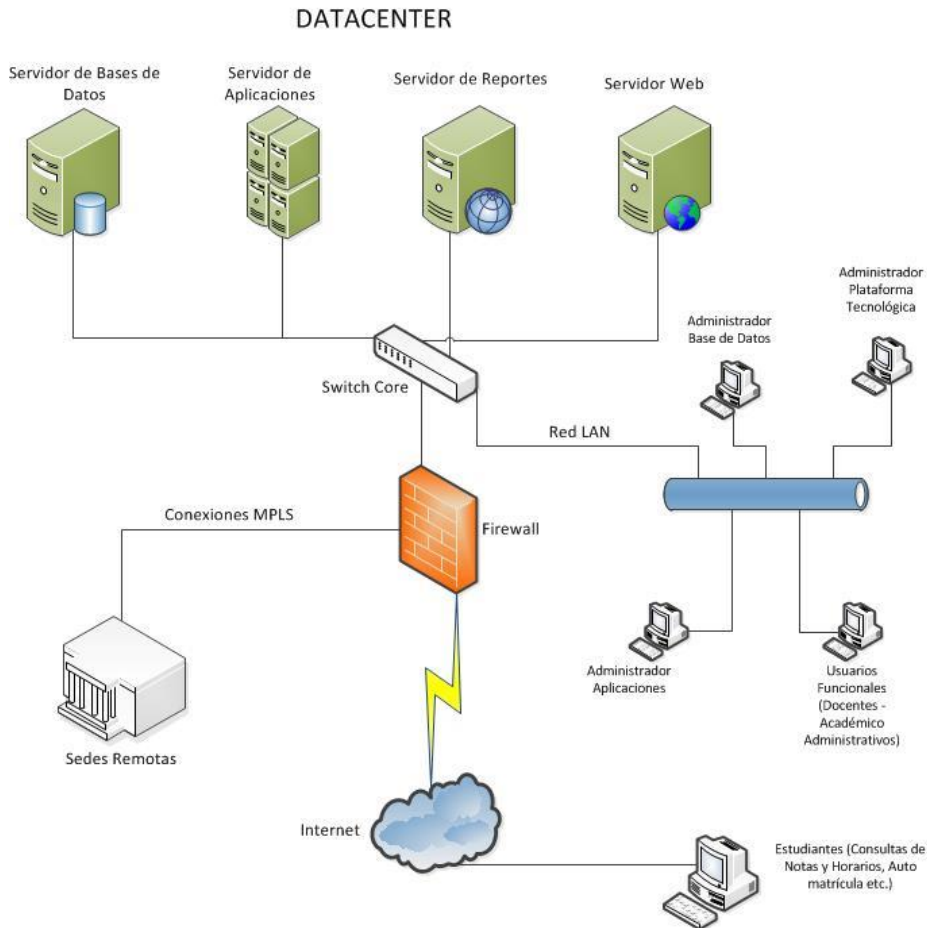 DATACENTER
Servidor de Bases de
Datos
Servidor de
Aplicaciones
Servidor de Reportes
Servidor Web
Administrador
Plataforma
Tecnológica
Administrador
Base de Datos
Switch Core
Red LAN
Conexiones MPLS
Firewall
Administrador
Aplicaciones
Usuarios
Funcionales
(Docentes -
Académico
Administrativos)
Sedes Remotas
Internet
Estudiantes (Consultas de
Notas y Horarios, Auto
matrícula etc.)